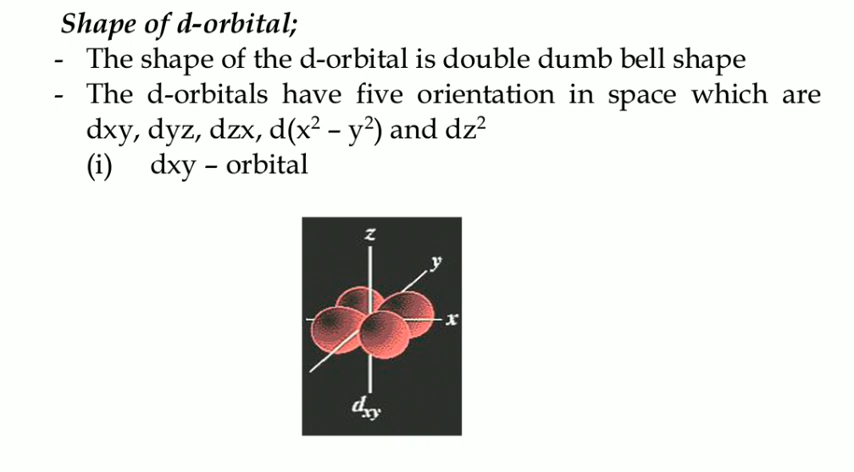 Shape of d-orbital;
- The shape of the d-orbital is double dumb bell shape
- The d-orbitals have five orientation in space which are
dxy, dyz, dzx, d(x² – y²) and dz²
(i) dxy – orbital
z
y
x
dxy